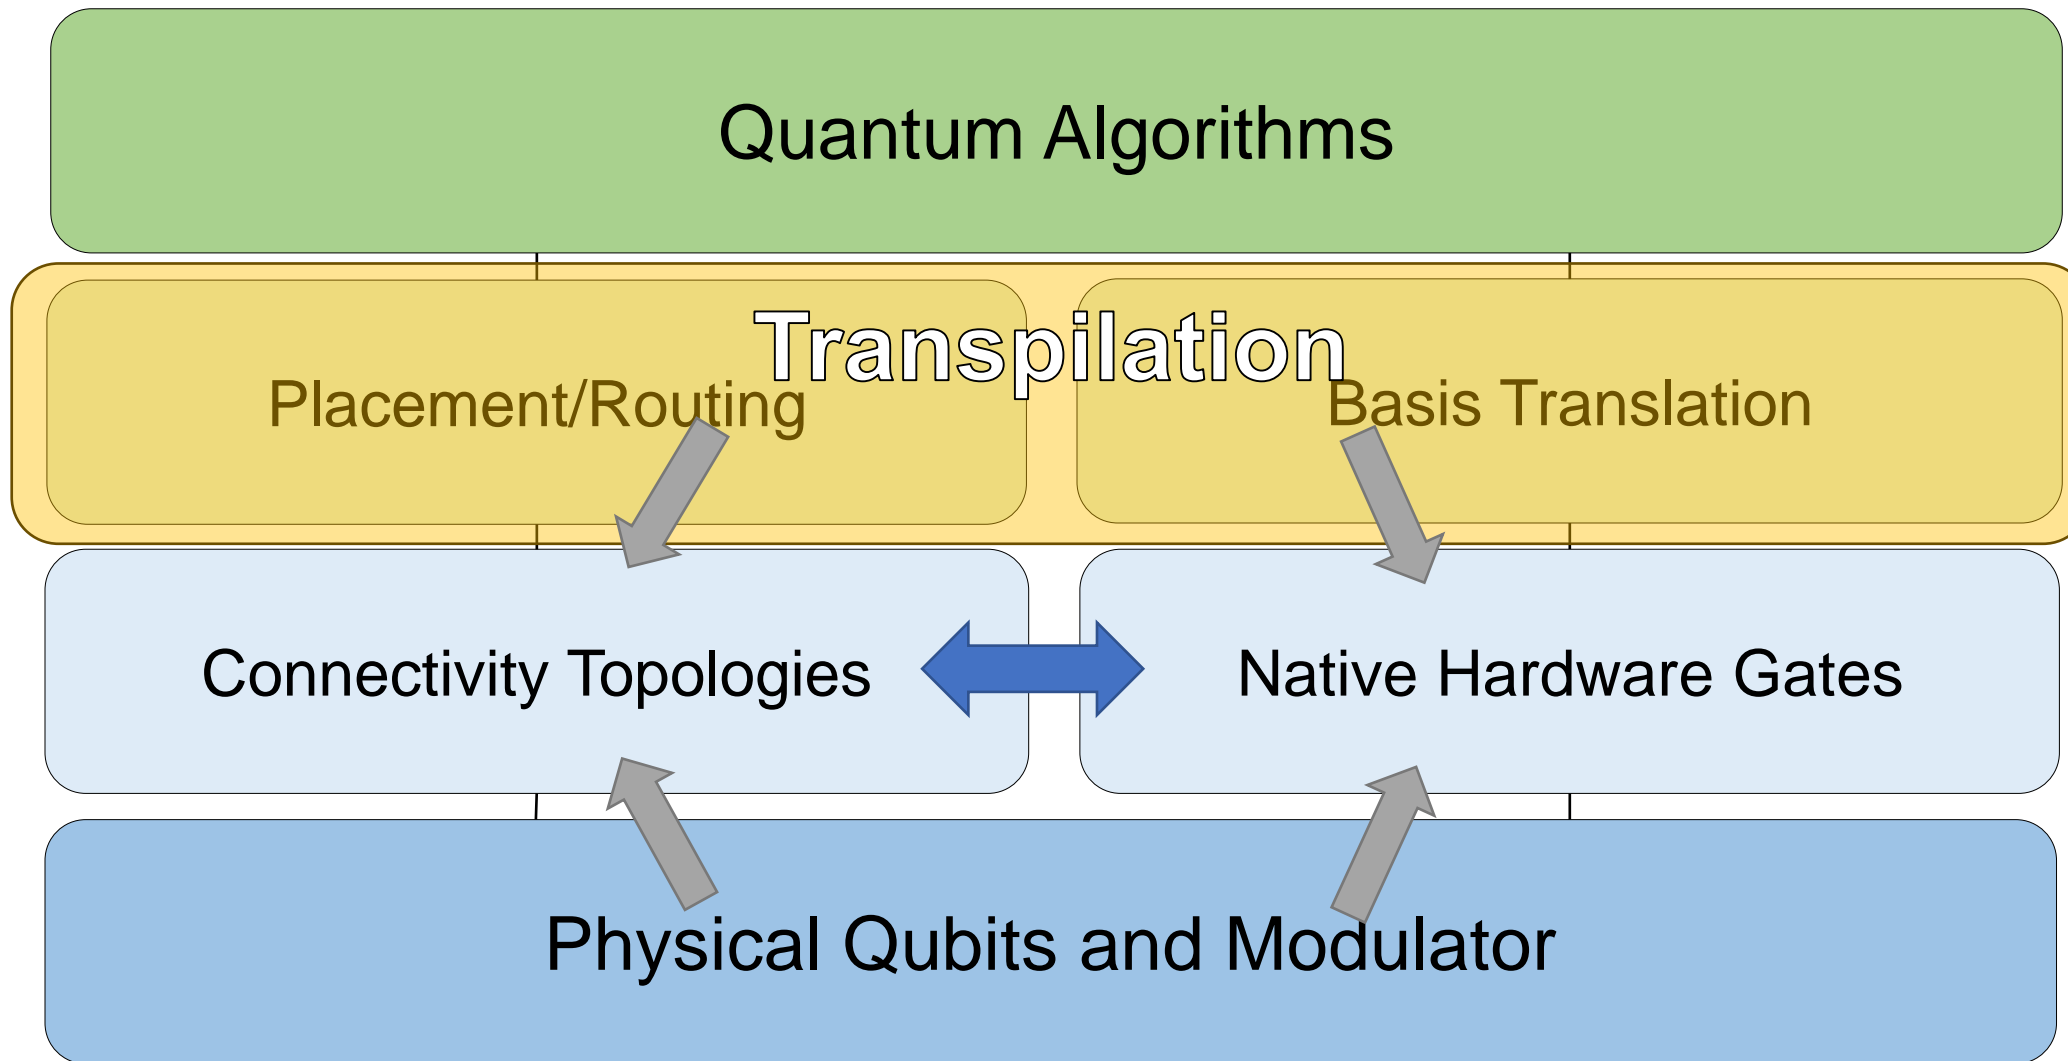 Quantum Algorithms
Transpilation
Placement/Routing
Basis Translation
Connectivity Topologies
Native Hardware Gates
Physical Qubits and Modulator